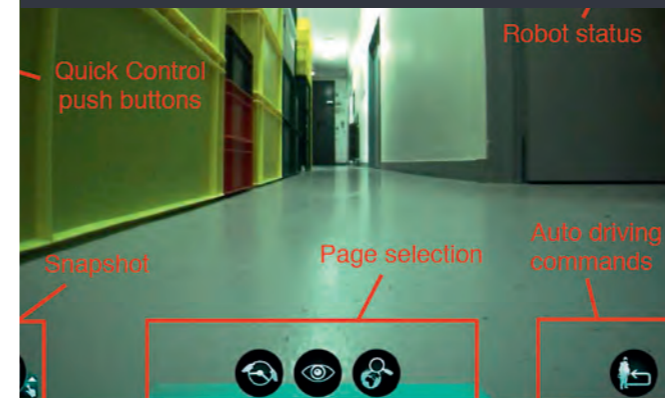 Robot status
Quick Control
push buttons
Snapshot
Page selection
Auto driving
commands